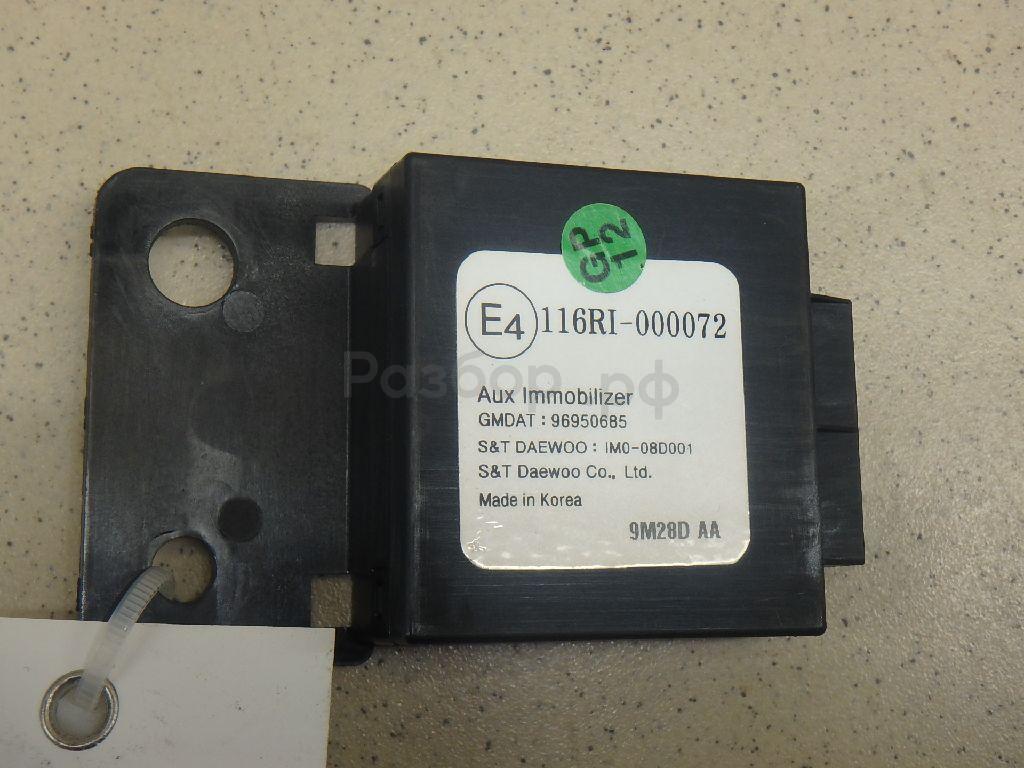 GP
12
E4 116RI-000072
Разбор.рф
Aux Immobilizer
GMDAT : 96950685
S&T DAEWOO : IM0-08D001
S&T Daewoo Co., Ltd.
Made in Korea
9M28D AA